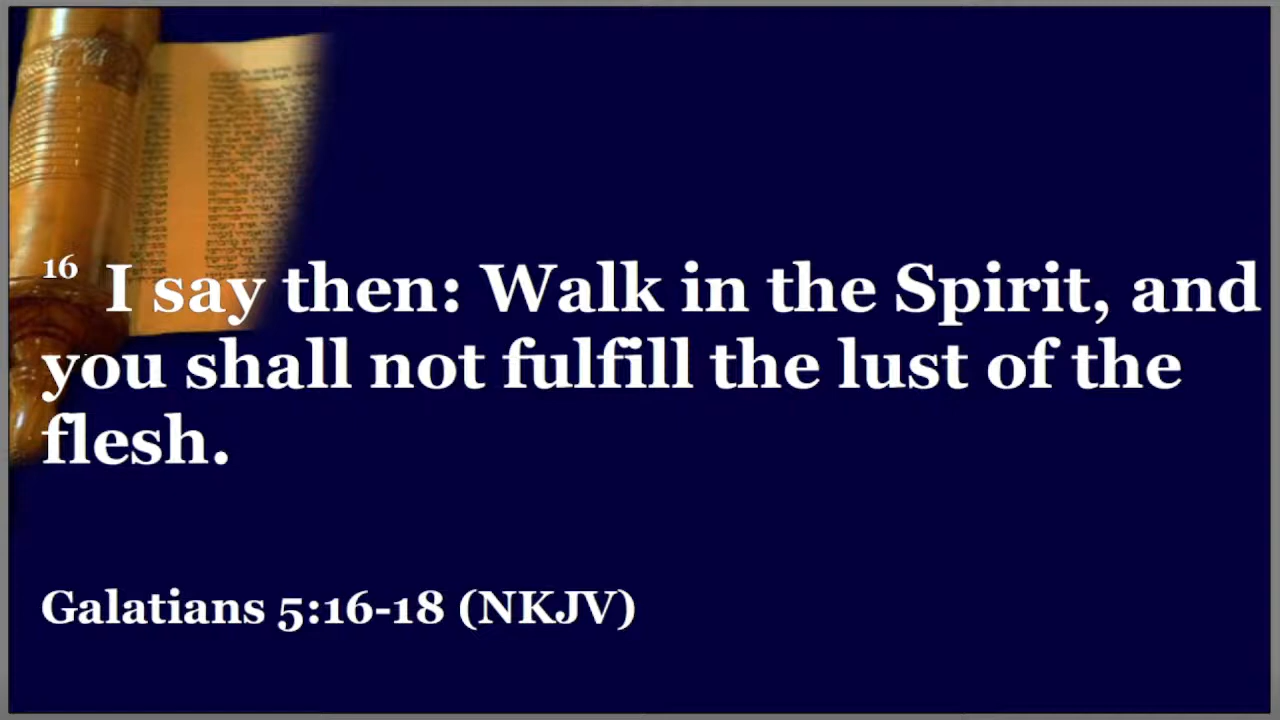 16 I say then: Walk in the Spirit, and
you shall not fulfill the lust of the
flesh.
Galatians 5:16-18 (NKJV)